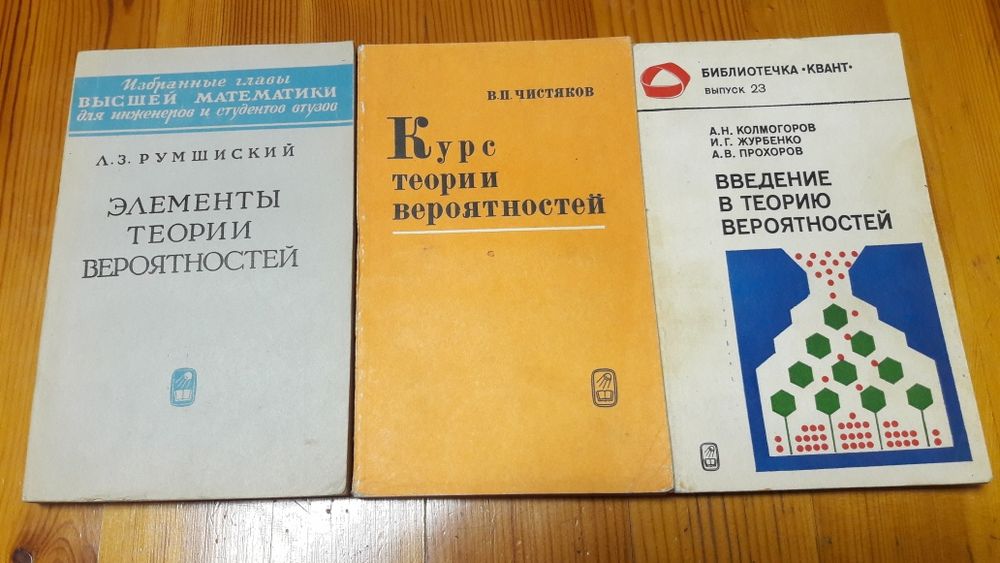 Избранные главы
ВЫСШЕЙ МАТЕМАТИКИ
для инженеров и студентов втузов
Л. З. РУМШИСКИЙ
ЭЛЕМЕНТЫ
ТЕОРИИ
ВЕРОЯТНОСТЕЙ
В.П. ЧИСТЯКОВ
Курс
теории
вероятностей
БИБЛИОТЕЧКА •КВАНТ•
ВЫПУСК 23
А.Н. КОЛМОГОРОВ
И.Г. ЖУРБЕНКО
А.В. ПРОХОРОВ
ВВЕДЕНИЕ
В ТЕОРИЮ
ВЕРОЯТНОСТЕЙ